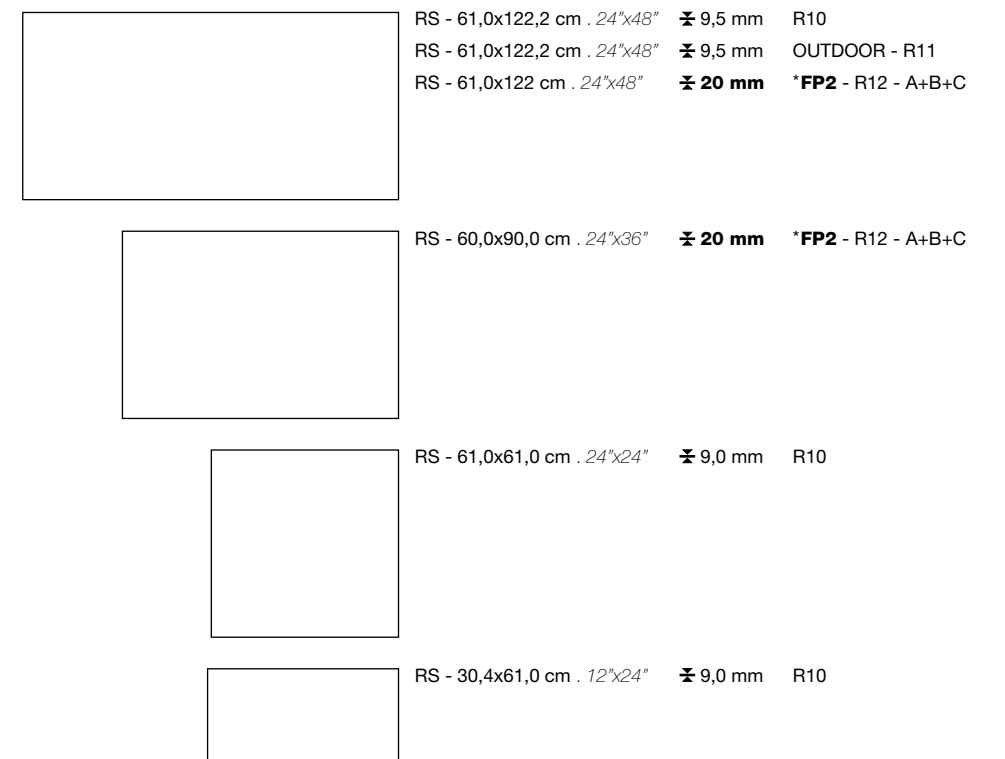 RS - 61,0x122,2 cm . 24”x48” 9,5 mm R10
RS - 61,0x122,2 cm . 24”x48” 9,5 mm OUTDOOR - R11
RS - 61,0x122 cm . 24”x48” 20 mm *FP2 - R12 - A+B+C
RS - 60,0x90,0 cm . 24”x36” 20 mm *FP2 - R12 - A+B+C
RS - 61,0x61,0 cm . 24”x24” 9,0 mm R10
RS - 30,4x61,0 cm . 12”x24” 9,0 mm R10